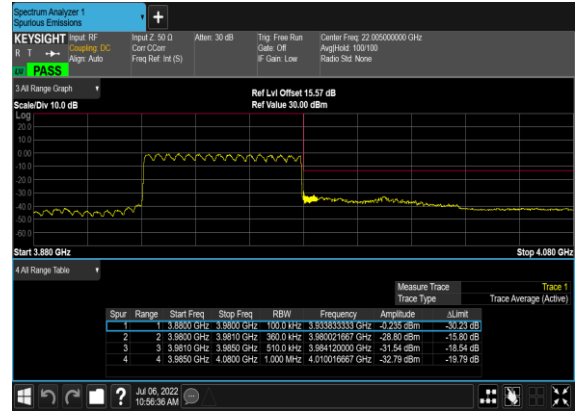 Spectrum Analyzer 1
Spurious Emissions
+
KEYSIGHT Input: RF Input Z: 50 Ω Atten: 30 dB Trig: Free Run Center Freq: 22.005000000 GHz
R T Coupling: DC Corr CCorr Gate: Off Avg|Hold: 100/100
Align: Auto Freq Ref: Int (S) IF Gain: Low Radio Std: None
PASS
3 All Range Graph
Ref Lvl Offset 15.57 dB
Scale/Div 10.0 dB Ref Value 30.00 dBm
Log
20.0
10.0
0.00
-10.0
-20.0
-30.0
-40.0
-50.0
-60.0
Start 3.880 GHz Stop 4.080 GHz
4 All Range Table
Measure Trace Trace 1
Trace Type Trace Average (Active)
Spur Range Start Freq Stop Freq RBW Frequency Amplitude ΔLimit
1 1 3.8800 GHz 3.9800 GHz 100.0 kHz 3.933833333 GHz -0.235 dBm -30.23 dB
2 2 3.9800 GHz 3.9810 GHz 360.0 kHz 3.980021667 GHz -28.80 dBm -15.80 dB
3 3 3.9810 GHz 3.9850 GHz 510.0 kHz 3.984120000 GHz -31.54 dBm -18.54 dB
4 4 3.9850 GHz 4.0800 GHz 1.000 MHz 4.010016667 GHz -32.79 dBm -19.79 dB
? Jul 06, 2022
10:56:36 AM